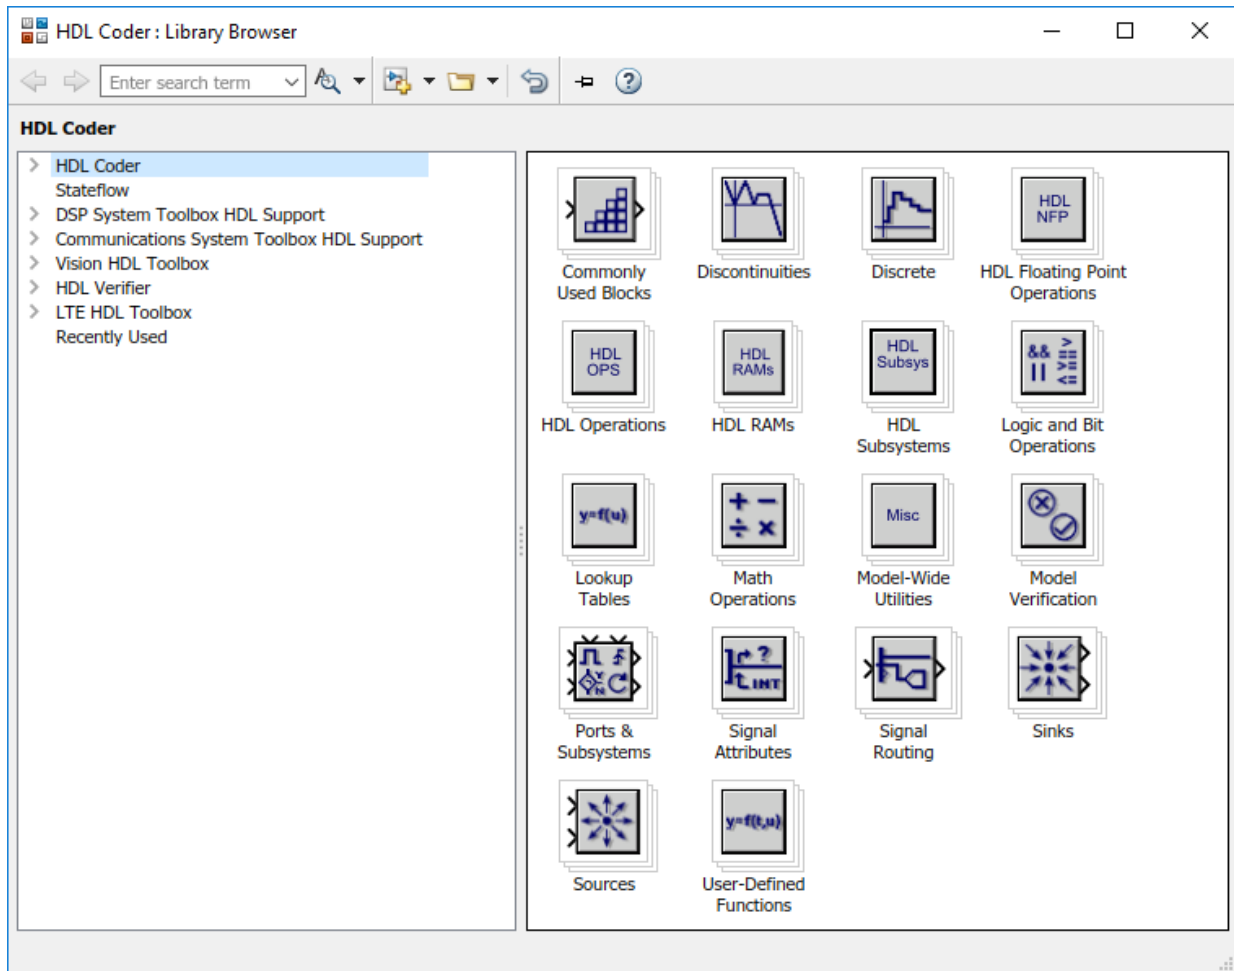 HDL Coder : Library Browser
Enter search term
HDL Coder
HDL Coder
Stateflow
DSP System Toolbox HDL Support
Communications System Toolbox HDL Support
Vision HDL Toolbox
HDL Verifier
LTE HDL Toolbox
Recently Used
HDL
NFP
Commonly
Used Blocks
Discontinuities
Discrete
HDL Floating Point
Operations
HDL
OPS
HDL
RAMs
HDL
Subsys
&& >
==
|| >=
<=
HDL Operations
HDL RAMs
HDL
Subsystems
Logic and Bit
Operations
y=f(u)
+ −
÷ ×
Misc
Lookup
Tables
Math
Operations
Model-Wide
Utilities
Model
Verification
Y
N
?
INT
Ports &
Subsystems
Signal
Attributes
Signal
Routing
Sinks
y=f(t,u)
Sources
User-Defined
Functions